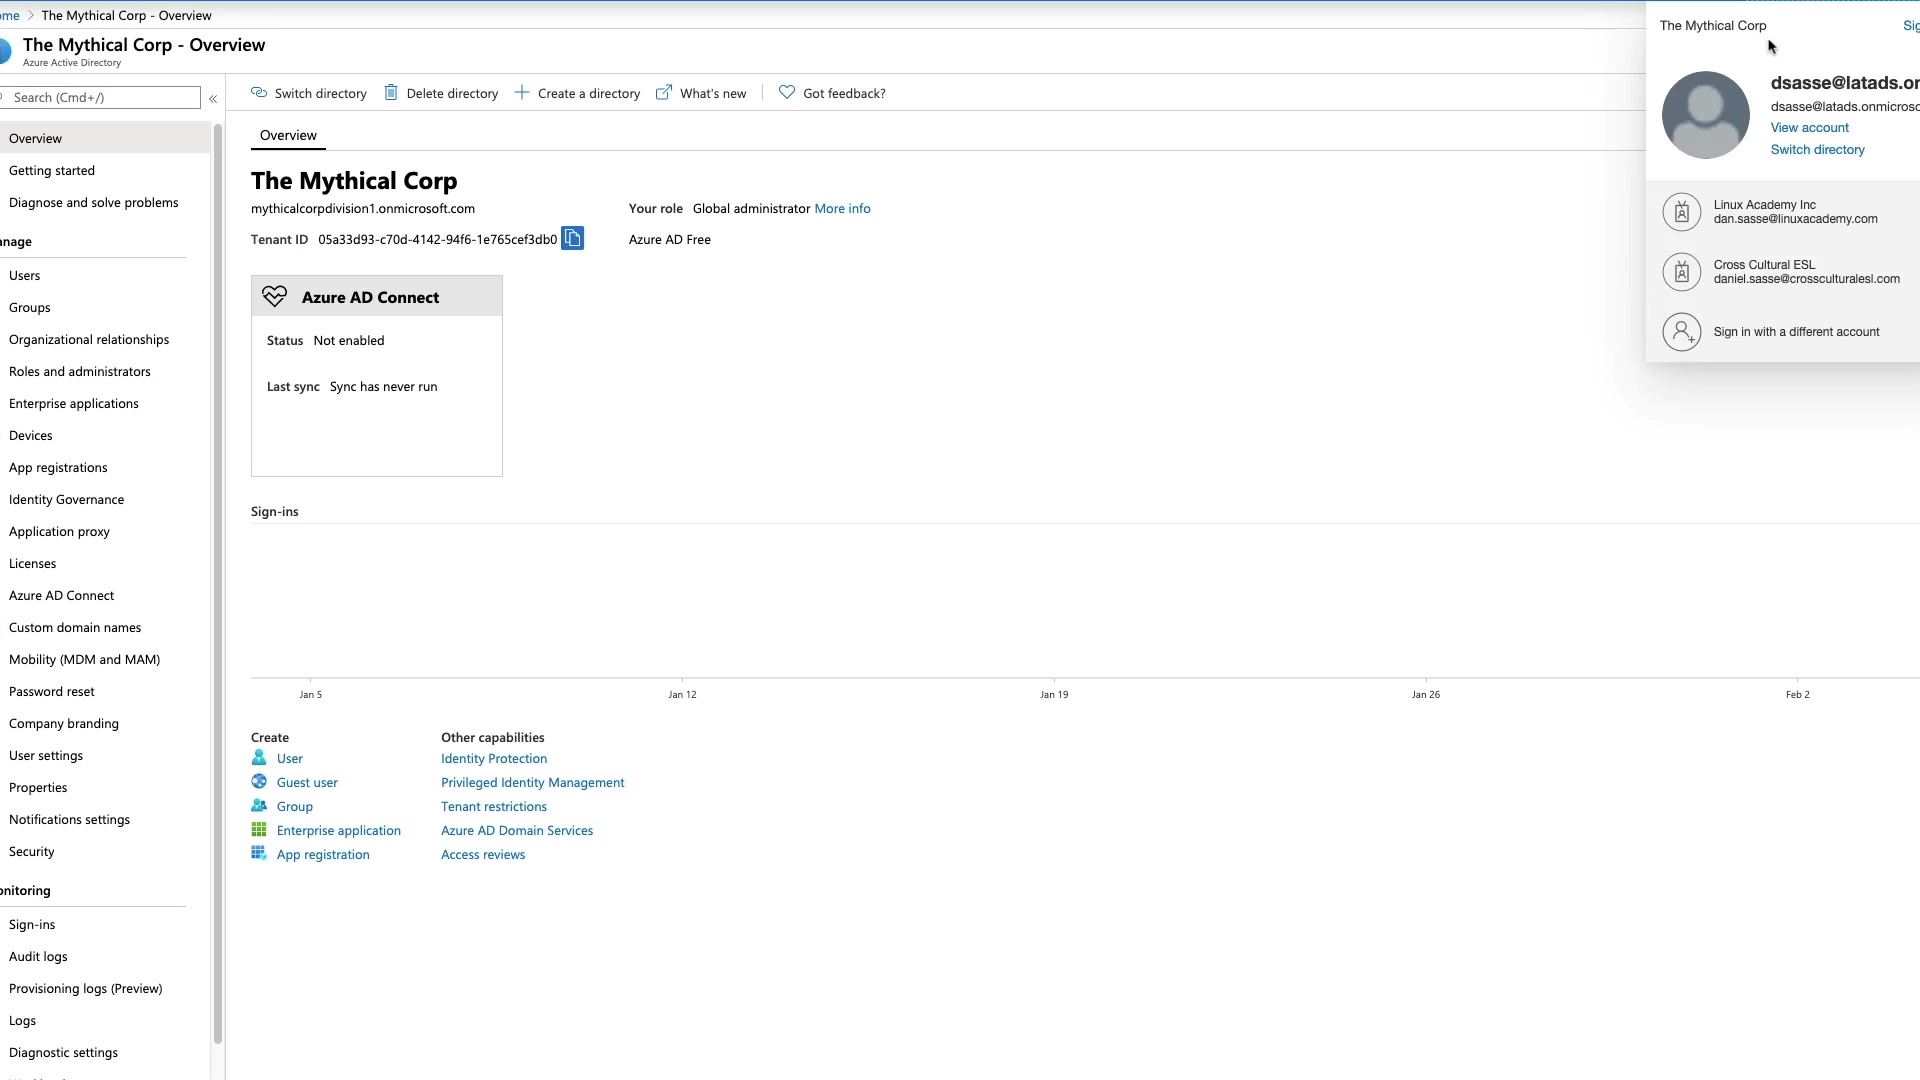 ome > The Mythical Corp - Overview
The Mythical Corp - Overview
Azure Active Directory
Search (Cmd+/)
«
Overview
Getting started
Diagnose and solve problems
anage
Users
Groups
Organizational relationships
Roles and administrators
Enterprise applications
Devices
App registrations
Identity Governance
Application proxy
Licenses
Azure AD Connect
Custom domain names
Mobility (MDM and MAM)
Password reset
Company branding
User settings
Properties
Notifications settings
Security
onitoring
Sign-ins
Audit logs
Provisioning logs (Preview)
Logs
Diagnostic settings
Switch directory
Delete directory
Create a directory
What's new
Got feedback?
Overview
The Mythical Corp
mythicalcorpdivision1.onmicrosoft.com
Your role Global administrator More info
Tenant ID 05a33d93-c70d-4142-94f6-1e765cef3db0
Azure AD Free
Azure AD Connect
Status Not enabled
Last sync Sync has never run
Sign-ins
Jan 5 Jan 12 Jan 19 Jan 26 Feb 2
Create
User
Guest user
Group
Enterprise application
App registration
Other capabilities
Identity Protection
Privileged Identity Management
Tenant restrictions
Azure AD Domain Services
Access reviews
The Mythical Corp
Sig
dsasse@latads.or
dsasse@latads.onmicroso
View account
Switch directory
Linux Academy Inc
dan.sasse@linuxacademy.com
Cross Cultural ESL
daniel.sasse@crossculturalesl.com
Sign in with a different account